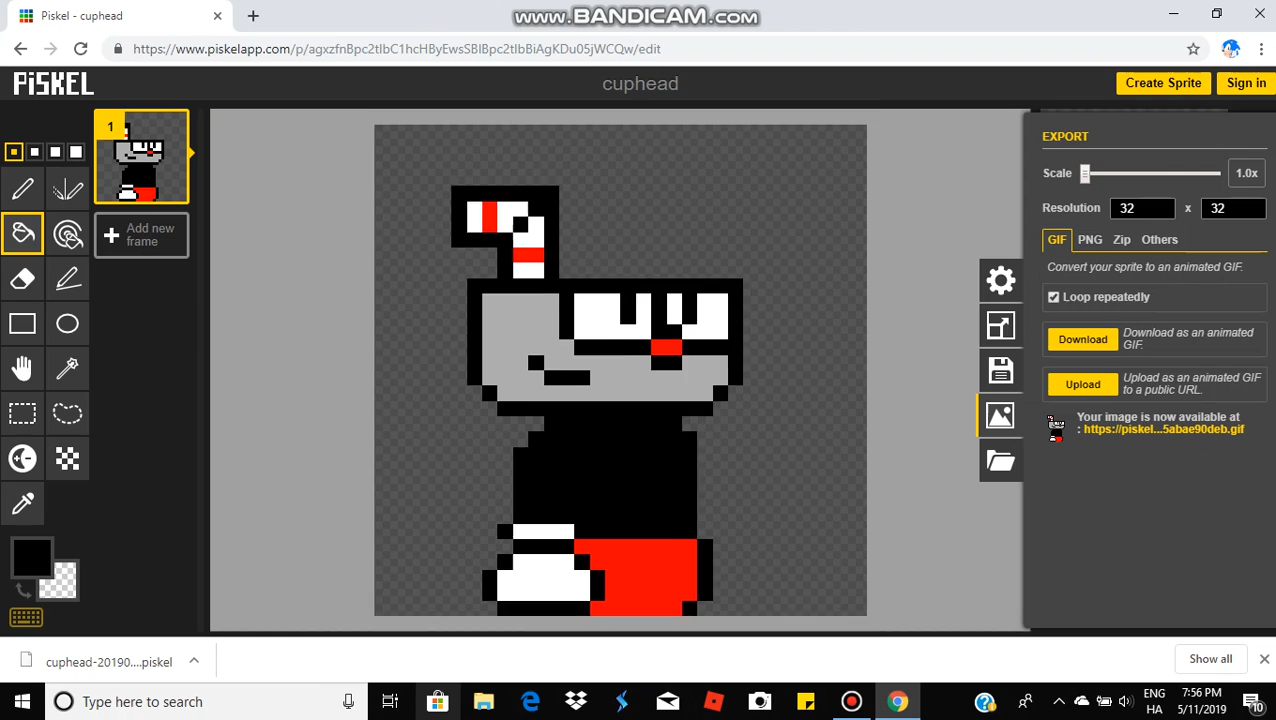 Piskel - cuphead
www.BANDICAM.com
https://www.piskelapp.com/p/agxzfnBpc2tlbC1hcHByEwsSBlBpc2tlbBiAgKDu05jWCQw/edit
PiSKEL
cuphead
Create Sprite
Sign in
1
Add new
frame
EXPORT
Scale
1.0x
Resolution
32
x
32
GIF
PNG
Zip
Others
Convert your sprite to an animated GIF.
Loop repeatedly
Download
Download as an animated
GIF.
Upload
Upload as an animated GIF
to a public URL.
Your image is now available at
: https://piskel...5abae90deb.gif
cuphead-20190....piskel
Show all
Type here to search
ENG
HA
7:56 PM
5/11/2019
10